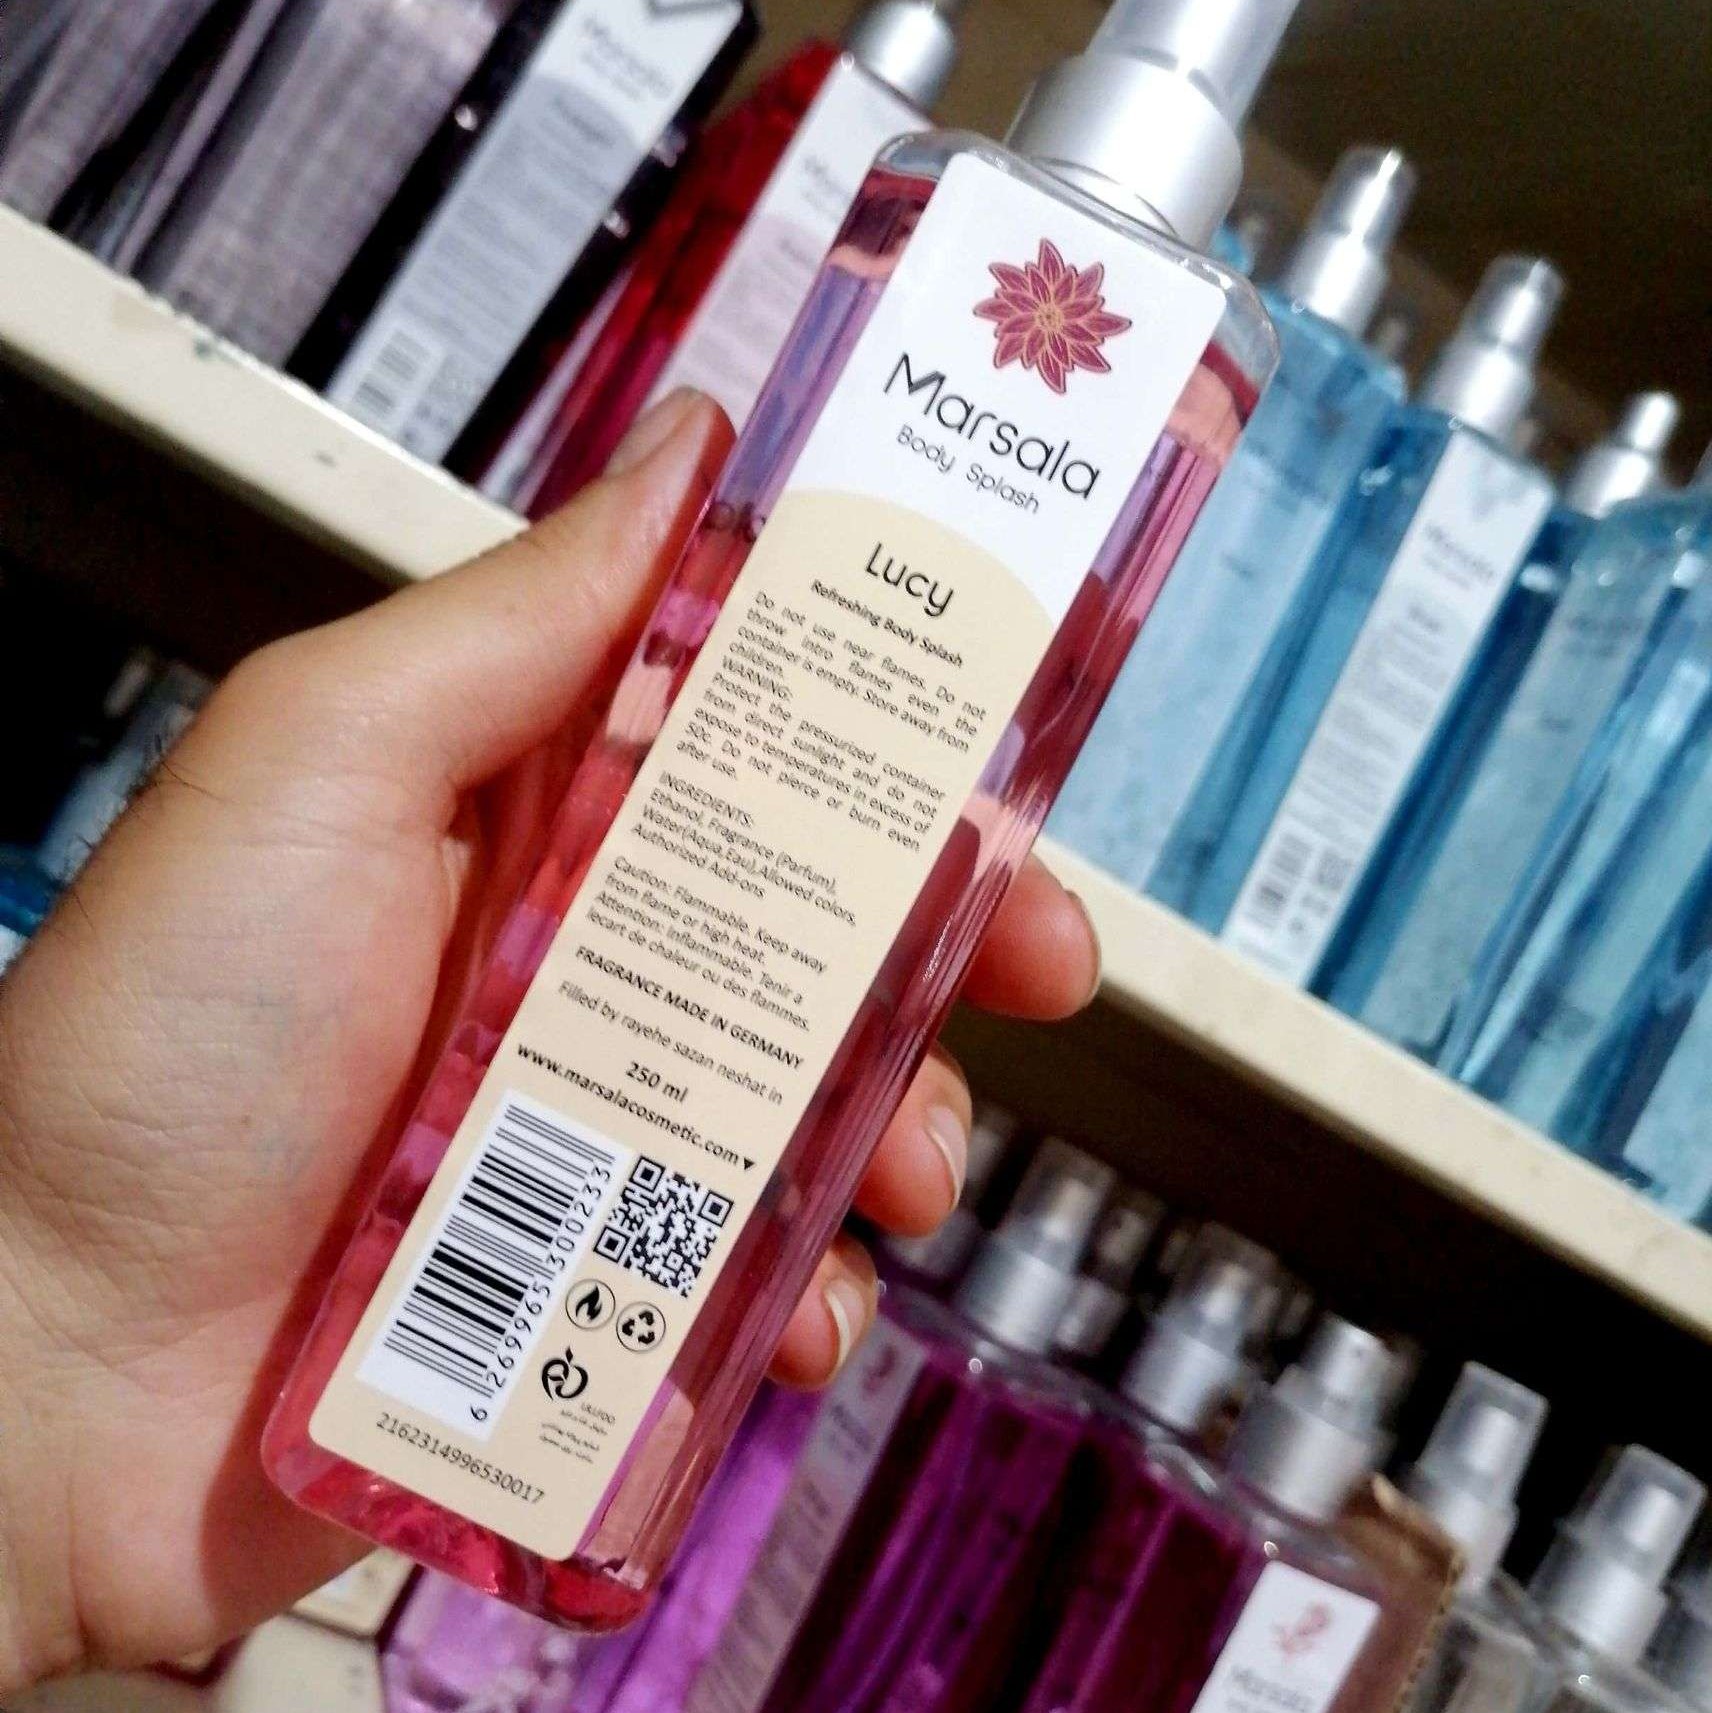 Marsala
Body Splash
Lucy
Refreshing Body Splash
Do not use near flames. Do not
throw intro flames even the
container is empty. Store away from
children.
WARNING:
Protect the pressurized container
from direct sunlight and do not
expose to temperatures in excess of
50c. Do not pierce or burn even
after use.
INGREDIENTS:
Ethanol, Fragrance (Parfum),
Water(Aqua,Eau),Allowed colors.
Authorized Add-ons
Caution: Flammable. Keep away
from flame or high heat.
Attention: Inflammable. Tenir a
lecart de chaleur ou des flammes.
FRAGRANCE MADE IN GERMANY
Filled by rayehe sazan neshat in
250 ml
www.marsalacosmetic.com
6 269965 300233
2162314996530017
Marsala